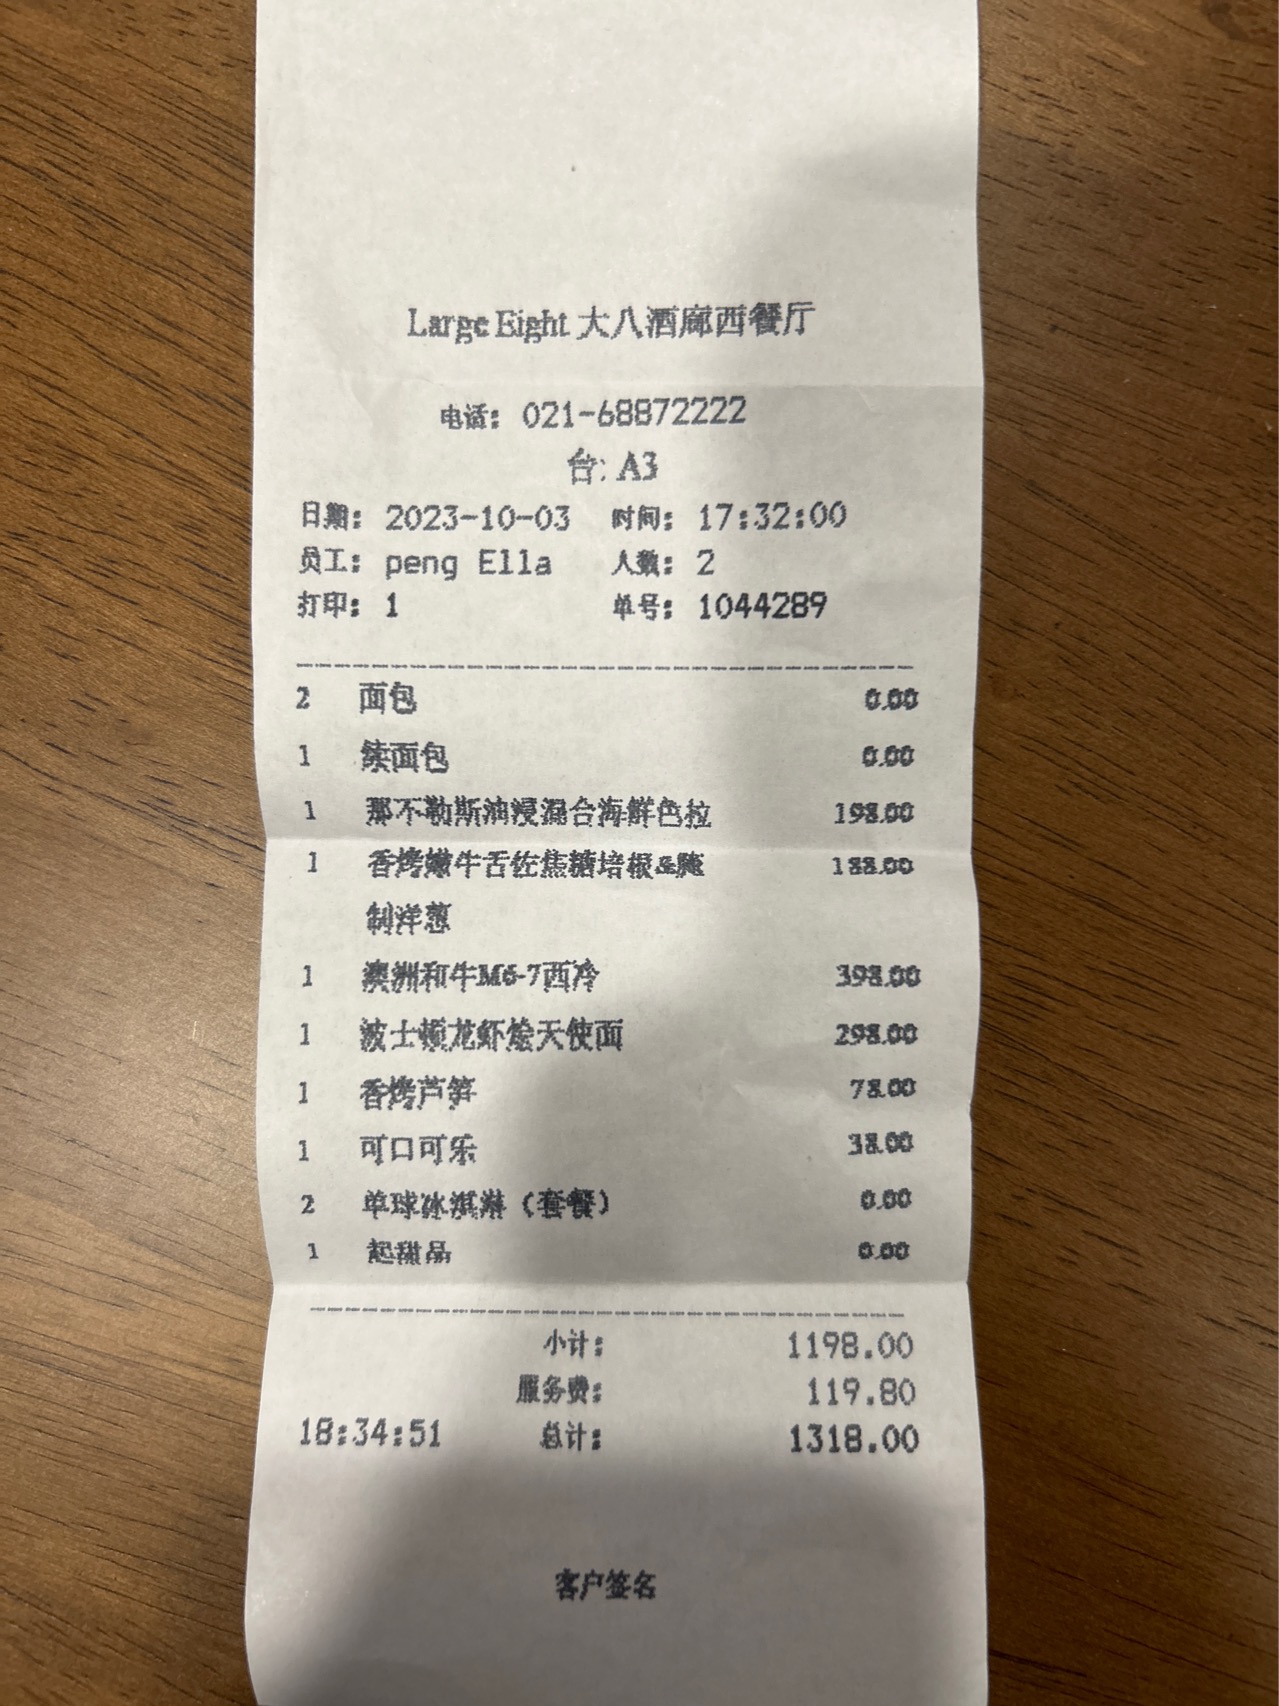 Large Eight 大八酒廊西餐厅
电话: 021-68872222
台: A3
日期: 2023-10-03 时间: 17:32:00
员工: peng Ella 人数: 2
打印: 1 单号: 1044289
2 面包 0.00
1 续面包 0.00
1 那不勒斯油浸混合海鲜色拉 198.00
1 香烤嫩牛舌佐焦糖培根&腌 188.00
制洋葱
1 澳洲和牛M6-7西冷 398.00
1 波士顿龙虾烩天使面 298.00
1 香烤芦笋 78.00
1 可口可乐 38.00
2 单球冰淇淋（套餐） 0.00
1 起甜品 0.00
小计: 1198.00
服务费: 119.80
18:34:51 总计: 1318.00
客户签名